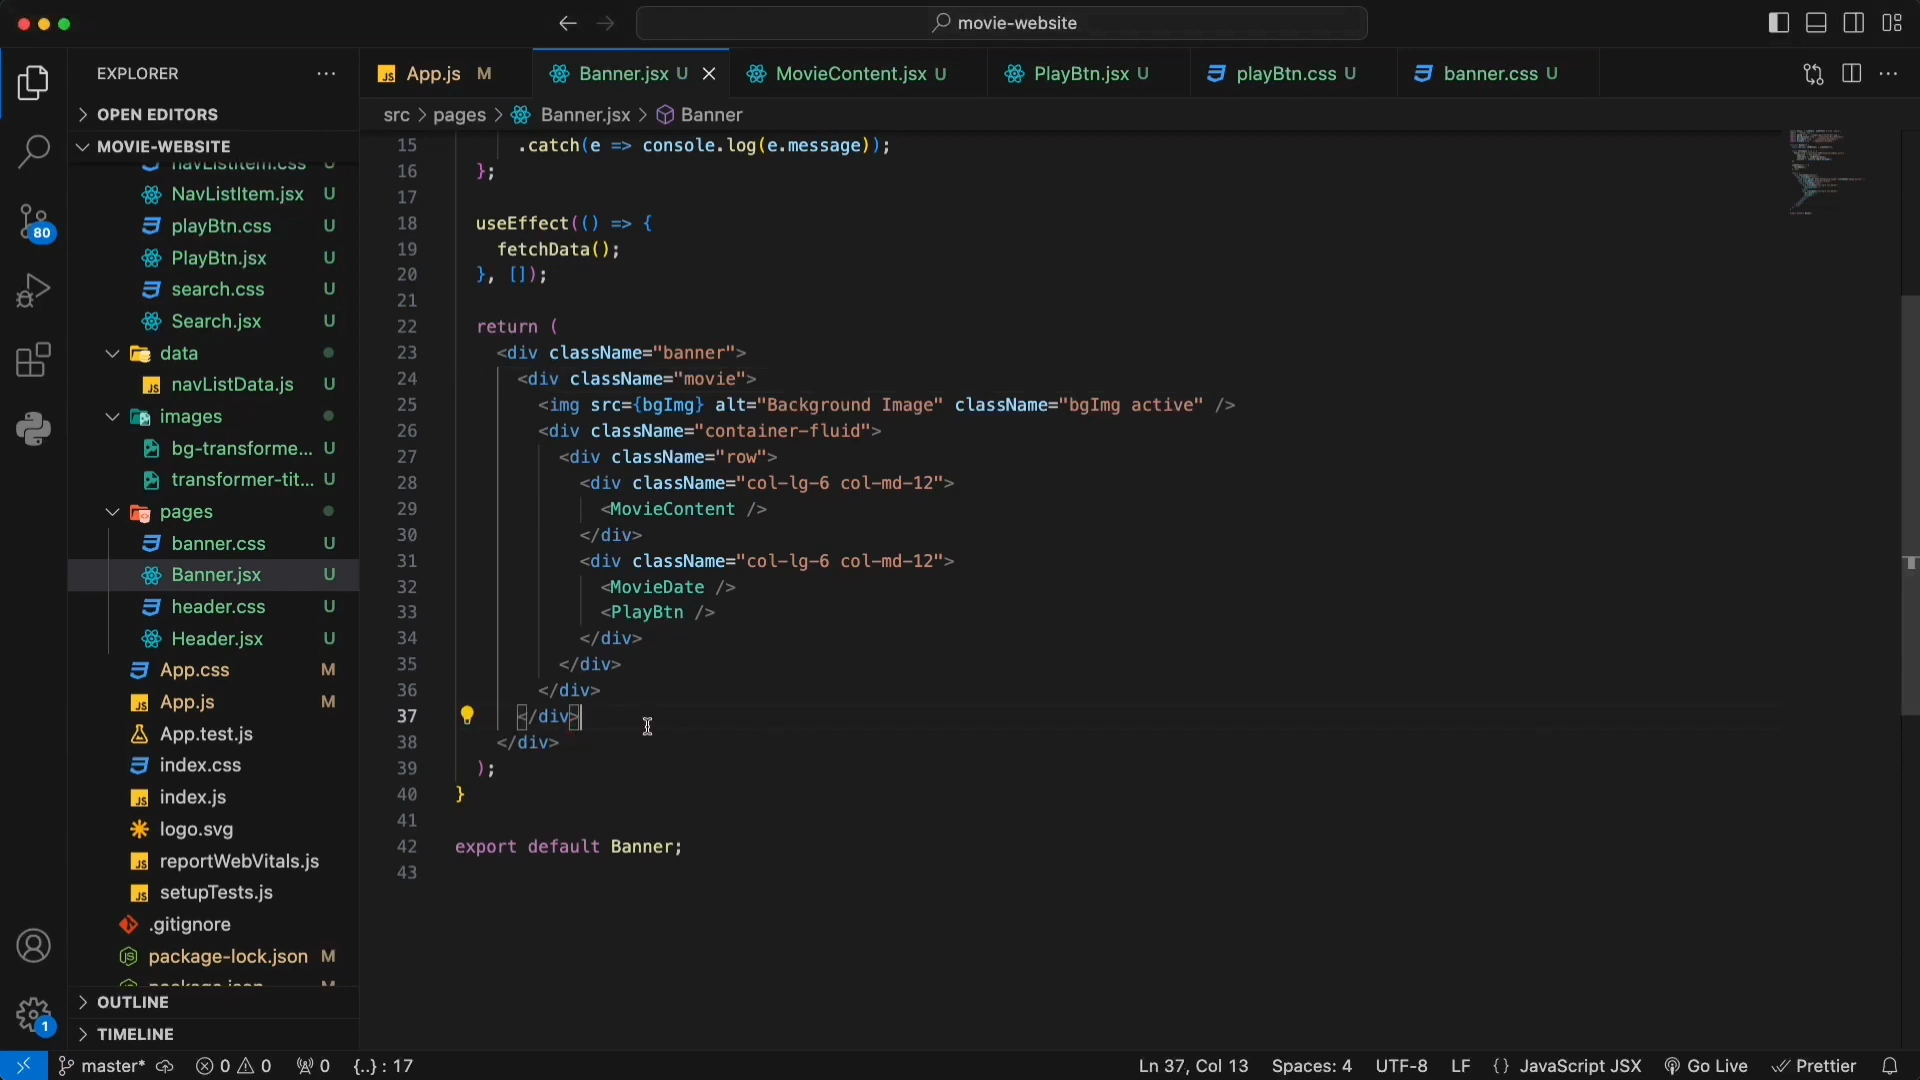 movie-website
EXPLORER
App.js M
Banner.jsx U
MovieContent.jsx U
PlayBtn.jsx U
playBtn.css U
banner.css U
OPEN EDITORS
MOVIE-WEBSITE
navListItem.css U
NavListItem.jsx U
playBtn.css U
PlayBtn.jsx U
search.css U
Search.jsx U
data
navListData.js U
images
bg-transforme... U
transformer-tit... U
pages
banner.css U
Banner.jsx U
header.css U
Header.jsx U
App.css M
App.js M
App.test.js
index.css
index.js
logo.svg
reportWebVitals.js
setupTests.js
.gitignore
package-lock.json M
package.json M
OUTLINE
TIMELINE
80
1
src > pages > Banner.jsx > Banner
15 .catch(e => console.log(e.message));
16 };
17
18 useEffect(() => {
19 fetchData();
20 }, []);
21
22 return (
23 <div className="banner">
24 <div className="movie">
25 <img src={bgImg} alt="Background Image" className="bgImg active" />
26 <div className="container-fluid">
27 <div className="row">
28 <div className="col-lg-6 col-md-12">
29 <MovieContent />
30 </div>
31 <div className="col-lg-6 col-md-12">
32 <MovieDate />
33 <PlayBtn />
34 </div>
35 </div>
36 </div>
37 </div>
38 </div>
39 );
40 }
41
42 export default Banner;
43
master* 0 0 0 {..} : 17 Ln 37, Col 13 Spaces: 4 UTF-8 LF {} JavaScript JSX Go Live Prettier